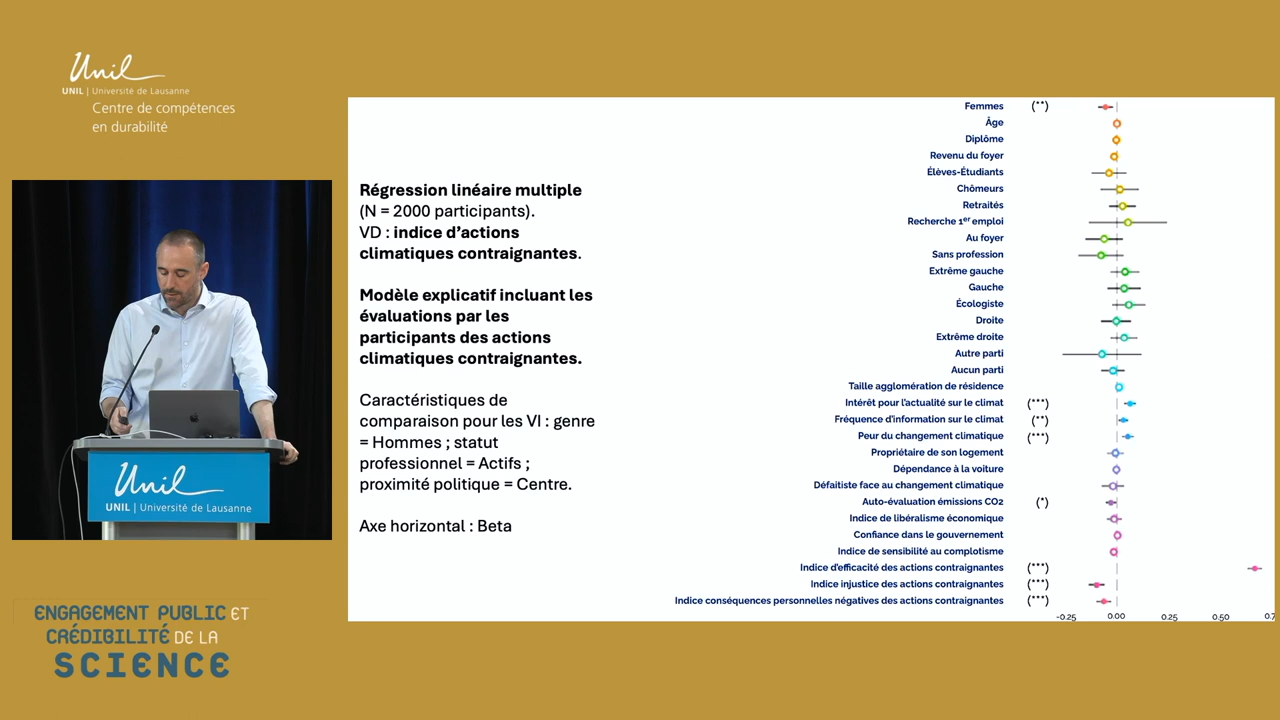 Unil
UNIL | Université de Lausanne
Centre de compétences
en durabilité
Unil
UNIL | Université de Lausanne
ENGAGEMENT PUBLIC ET
CRÉDIBILITÉ DE LA
SCIENCE
Régression linéaire multiple
(N = 2000 participants).
VD : indice d'actions
climatiques contraignantes.
Modèle explicatif incluant les
évaluations par les
participants des actions
climatiques contraignantes.
Caractéristiques de
comparaison pour les VI : genre
= Hommes ; statut
professionnel = Actifs ;
proximité politique = Centre.
Axe horizontal : Beta
Femmes (**)
Âge
Diplôme
Revenu du foyer
Élèves-Étudiants
Chômeurs
Retraités
Recherche 1er emploi
Au foyer
Sans profession
Extrême gauche
Gauche
Écologiste
Droite
Extrême droite
Autre parti
Aucun parti
Taille agglomération de résidence
Intérêt pour l'actualité sur le climat (***)
Fréquence d'information sur le climat (**)
Peur du changement climatique (***)
Propriétaire de son logement
Dépendance à la voiture
Défaitiste face au changement climatique
Auto-évaluation émissions CO2 (*)
Indice de libéralisme économique
Confiance dans le gouvernement
Indice de sensibilité au complotisme
Indice d'efficacité des actions contraignantes (***)
Indice injustice des actions contraignantes (***)
Indice conséquences personnelles négatives des actions contraignantes (***)
-0.25 0.00 0.25 0.50 0.7